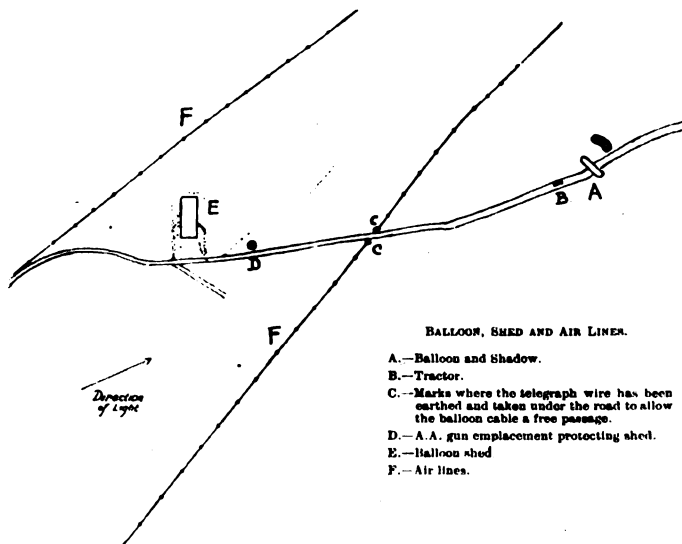 F
E
A
B
C
C
D
F
Direction
of Light
BALLOON, SHED AND AIR LINES.
A.—Balloon and Shadow.
B.—Tractor.
C.—Marks where the telegraph wire has been
earthed and taken under the road to allow
the balloon cable a free passage.
D.—A.A. gun emplacement protecting shed.
E.—Balloon shed
F.—Air lines.